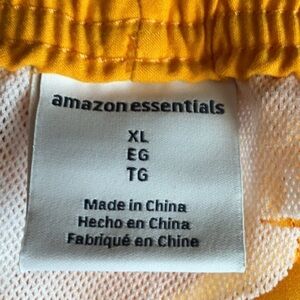 amazon essentials
XL
EG
TG
Made in China
Hecho en China
Fabriqué en Chine